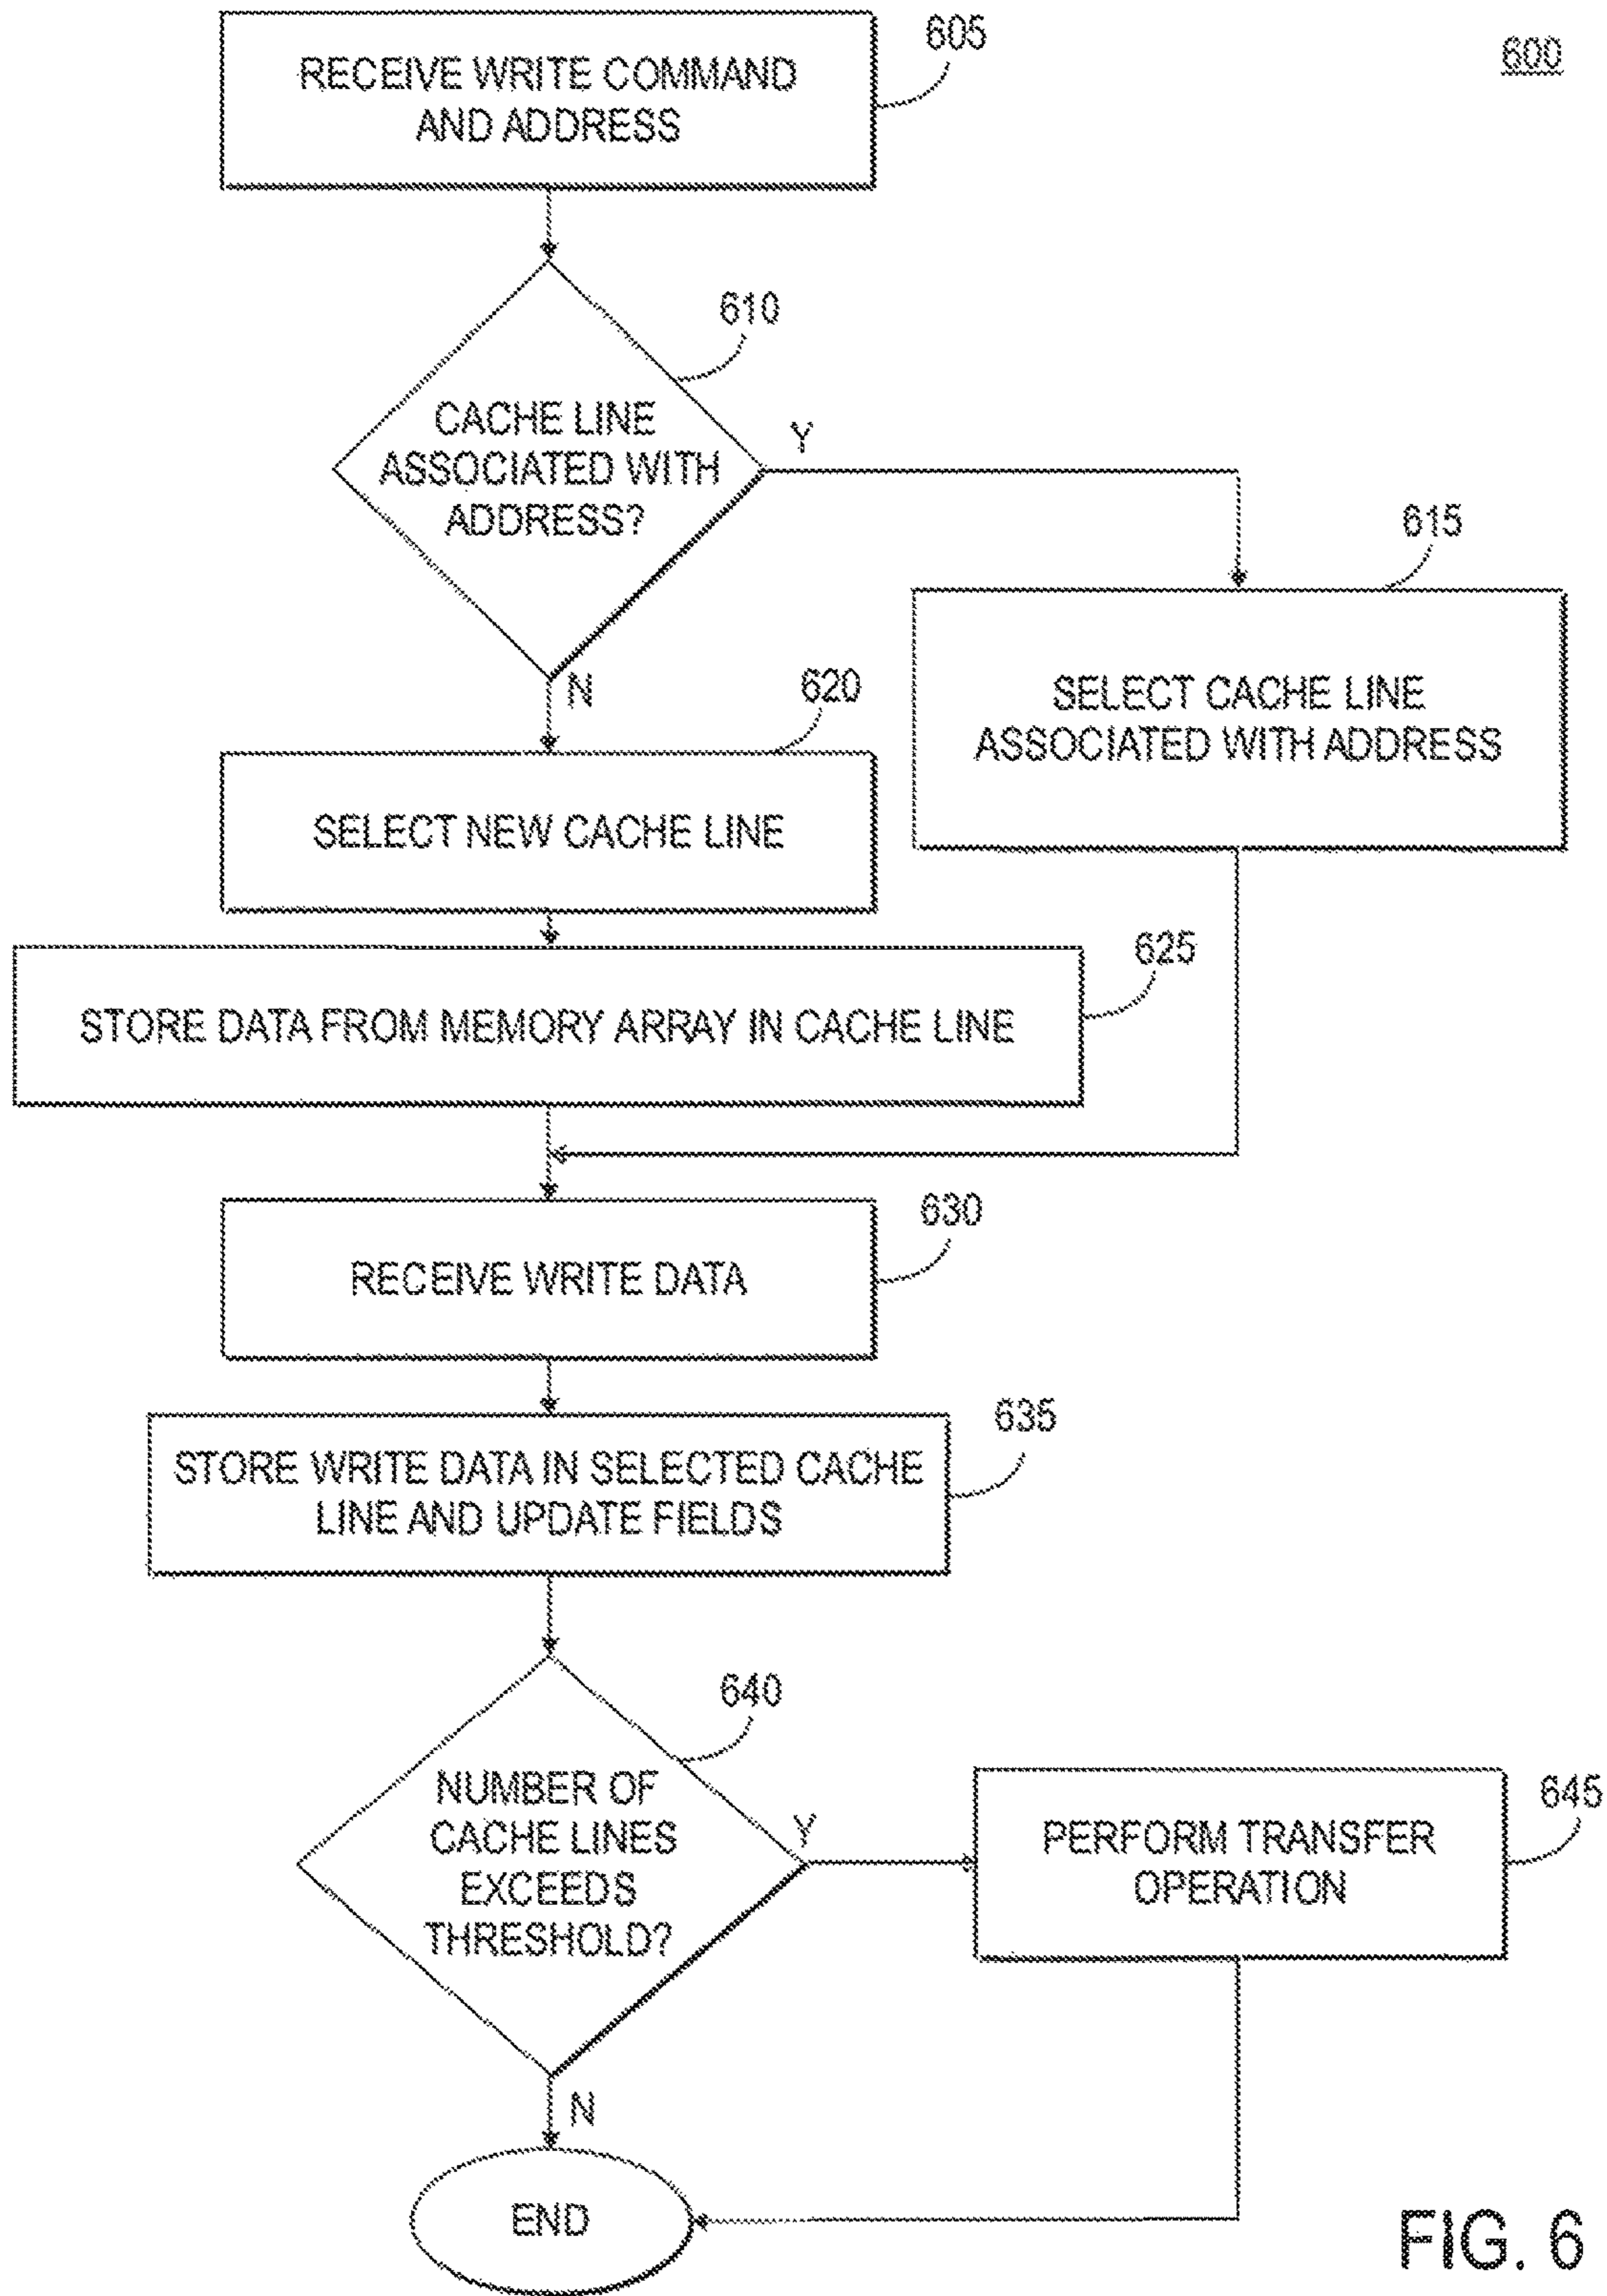 605
600
RECEIVE WRITE COMMAND
AND ADDRESS
610
CACHE LINE
ASSOCIATED WITH
ADDRESS?
Y
615
N
620
SELECT CACHE LINE
ASSOCIATED WITH ADDRESS
SELECT NEW CACHE LINE
625
STORE DATA FROM MEMORY ARRAY IN CACHE LINE
630
RECEIVE WRITE DATA
635
STORE WRITE DATA IN SELECTED CACHE
LINE AND UPDATE FIELDS
640
NUMBER OF
CACHE LINES
EXCEEDS
THRESHOLD?
Y
645
PERFORM TRANSFER
OPERATION
N
END
FIG. 6